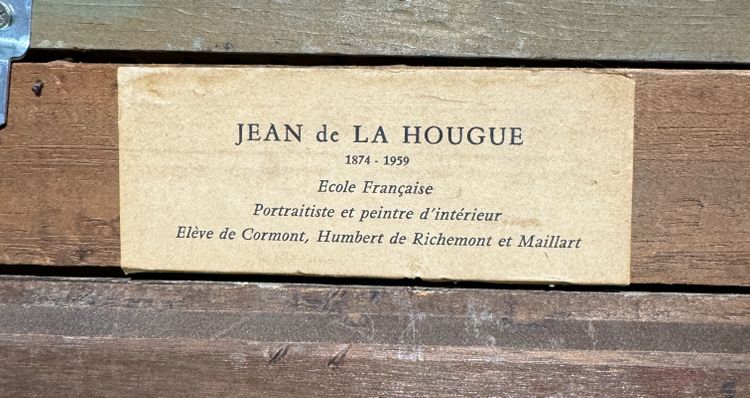 JEAN de LA HOUGUE
1874 - 1959
Ecole Française
Portraitiste et peintre d'intérieur
Elève de Cormont, Humbert de Richemont et Maillart